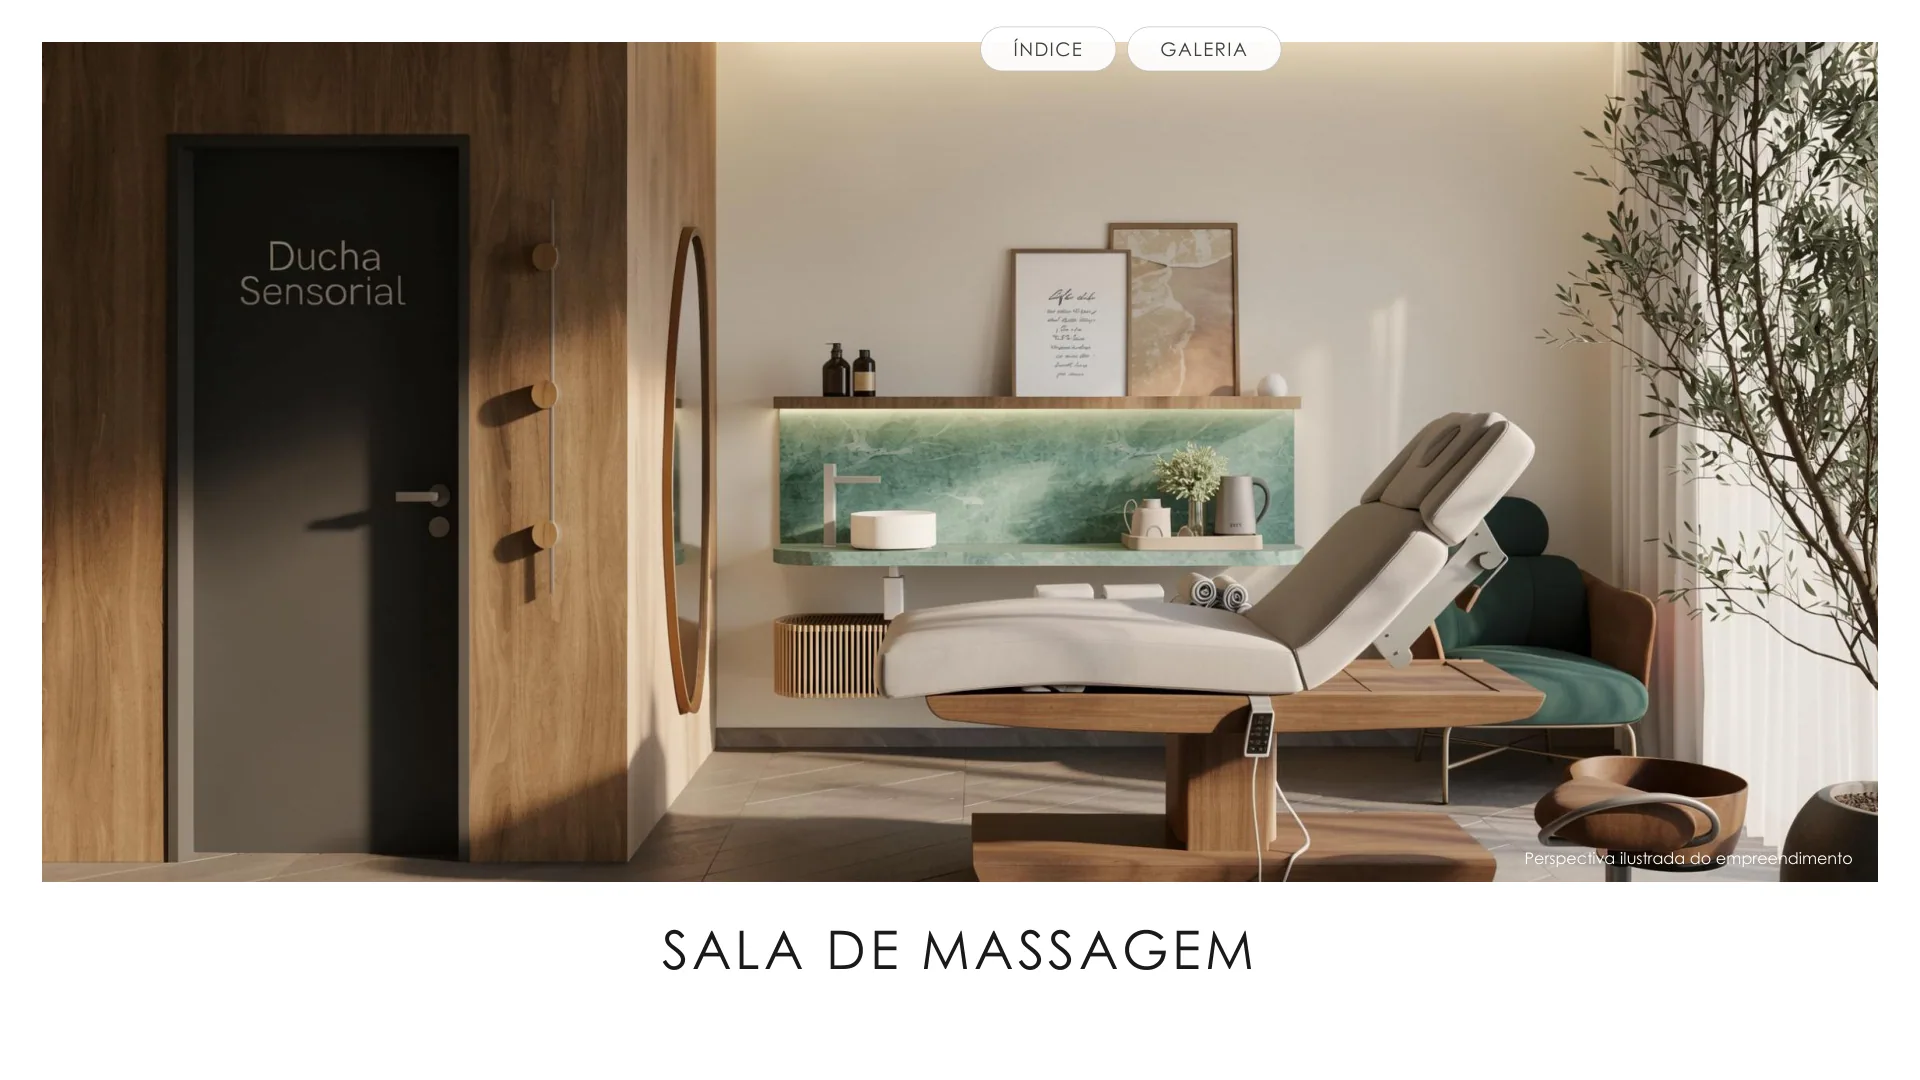 ÍNDICE
GALERIA
Ducha
Sensorial
Perspectiva ilustrada do empreendimento
SALA DE MASSAGEM